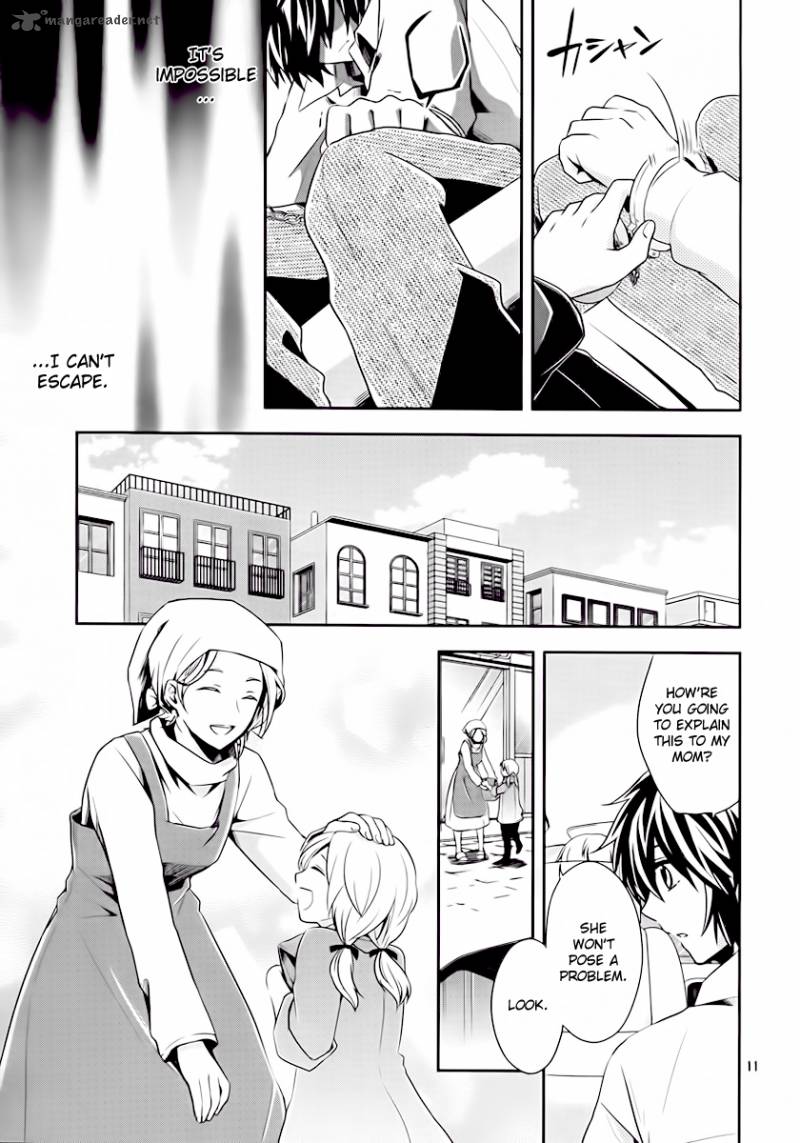 mangareader.net
カシャン
IT'S
IMPOSSIBLE
...
...I CAN'T
ESCAPE.
HOW'RE
YOU GOING
TO EXPLAIN
THIS TO MY
MOM?
SHE
WON'T
POSE A
PROBLEM.
LOOK.
11